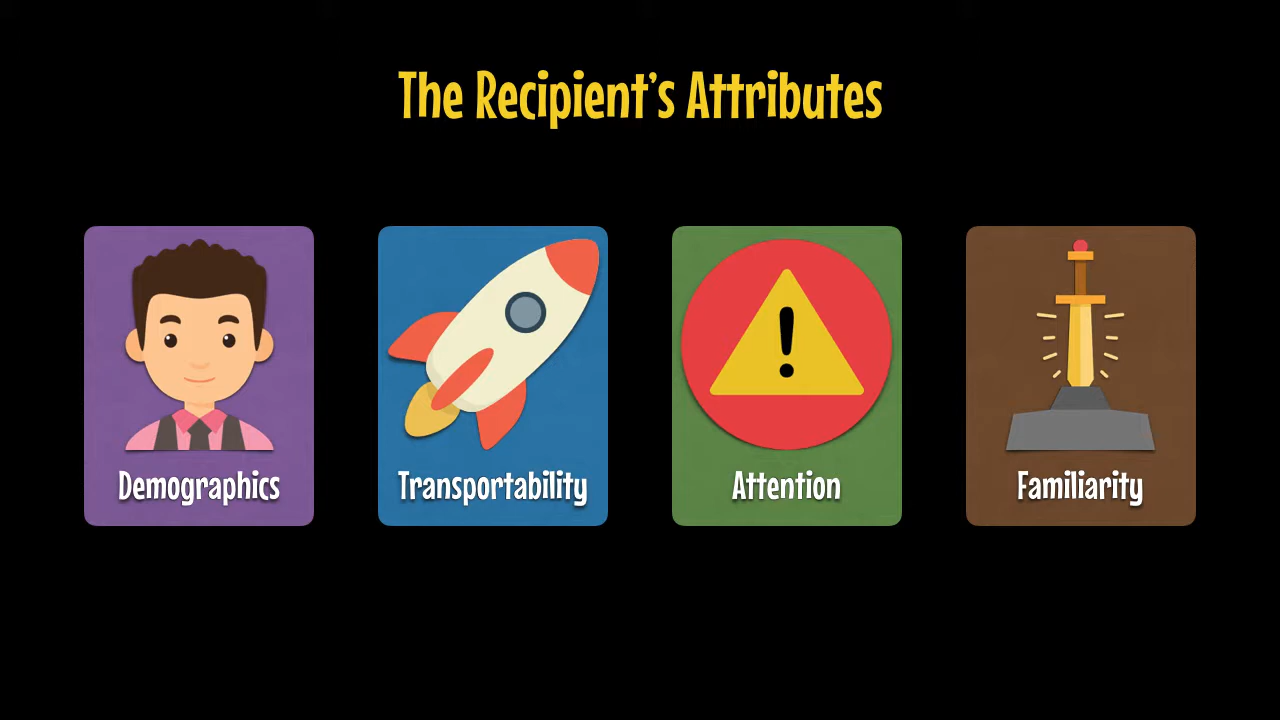 The Recipient's Attributes
Demographics
Transportability
Attention
Familiarity